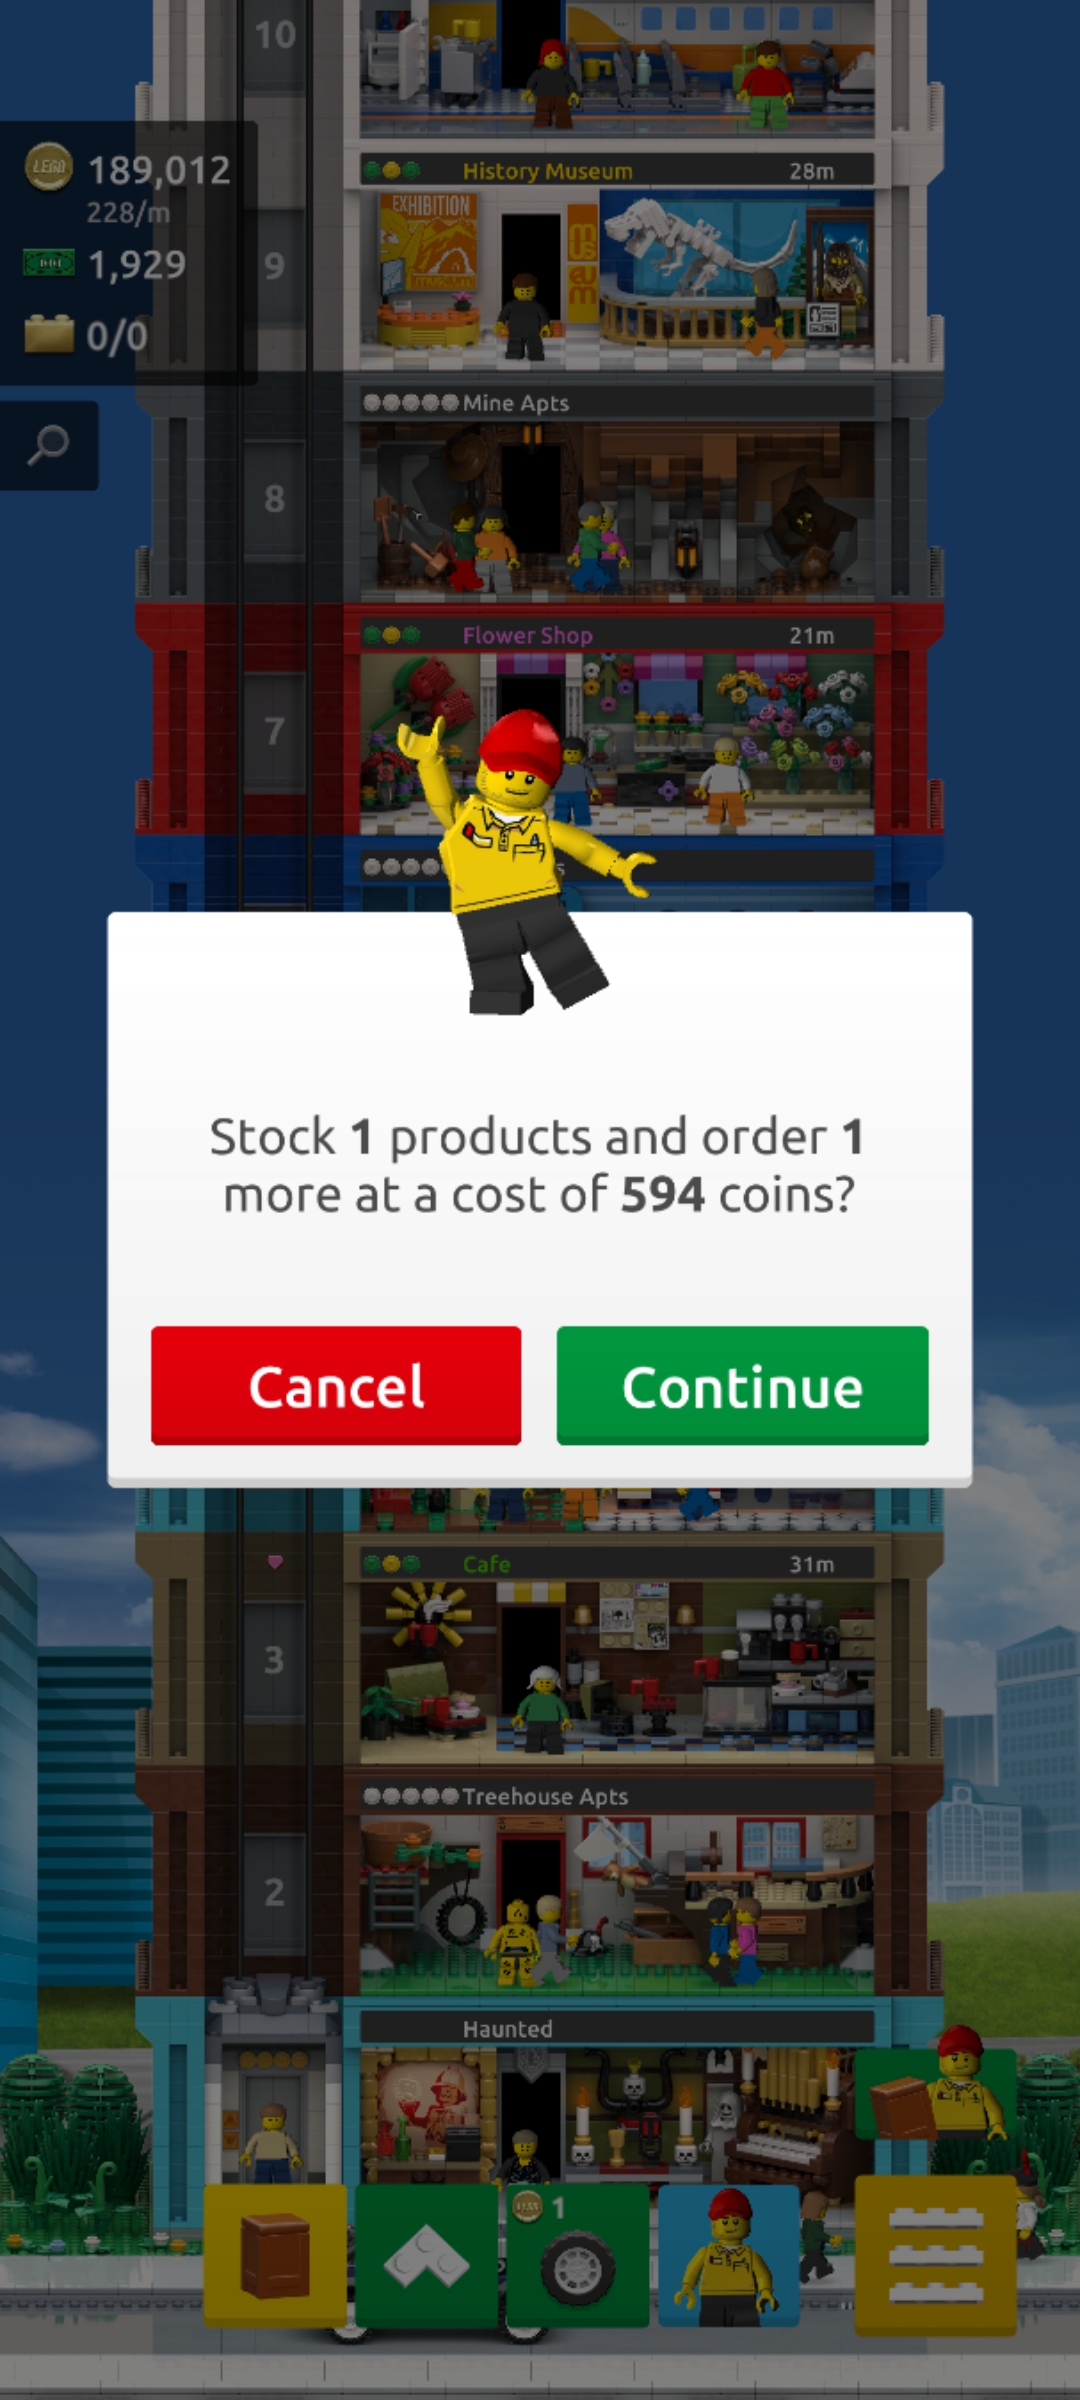 10
189,012
228/m
1,929
0/0
History Museum 28m
EXHIBITION
museum
9
Mine Apts
8
Flower Shop 21m
7
Stock 1 products and order 1
more at a cost of 594 coins?
Cancel Continue
Cafe 31m
3
Treehouse Apts
2
Haunted
1